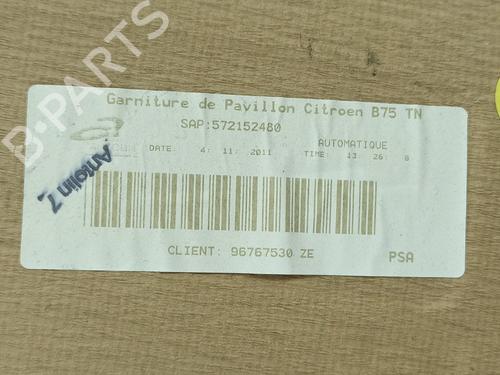 B-PARTS
Garniture de Pavillon Citroen B75 TN
SAP:572152480
AUTOMATIQUE
DATE: 4. 11. 2011 TIME: 13 26 8
Antolin 7
CLIENT: 96767530 ZE PSA